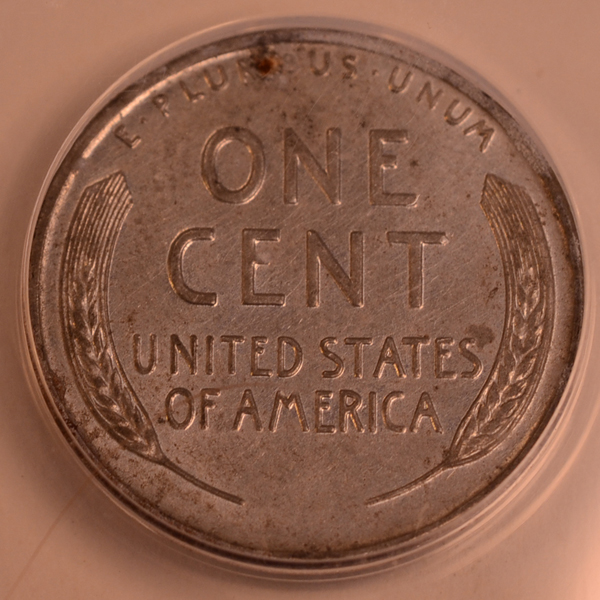 E·PLURIBUS·UNUM
ONE
CENT
UNITED STATES
OF AMERICA